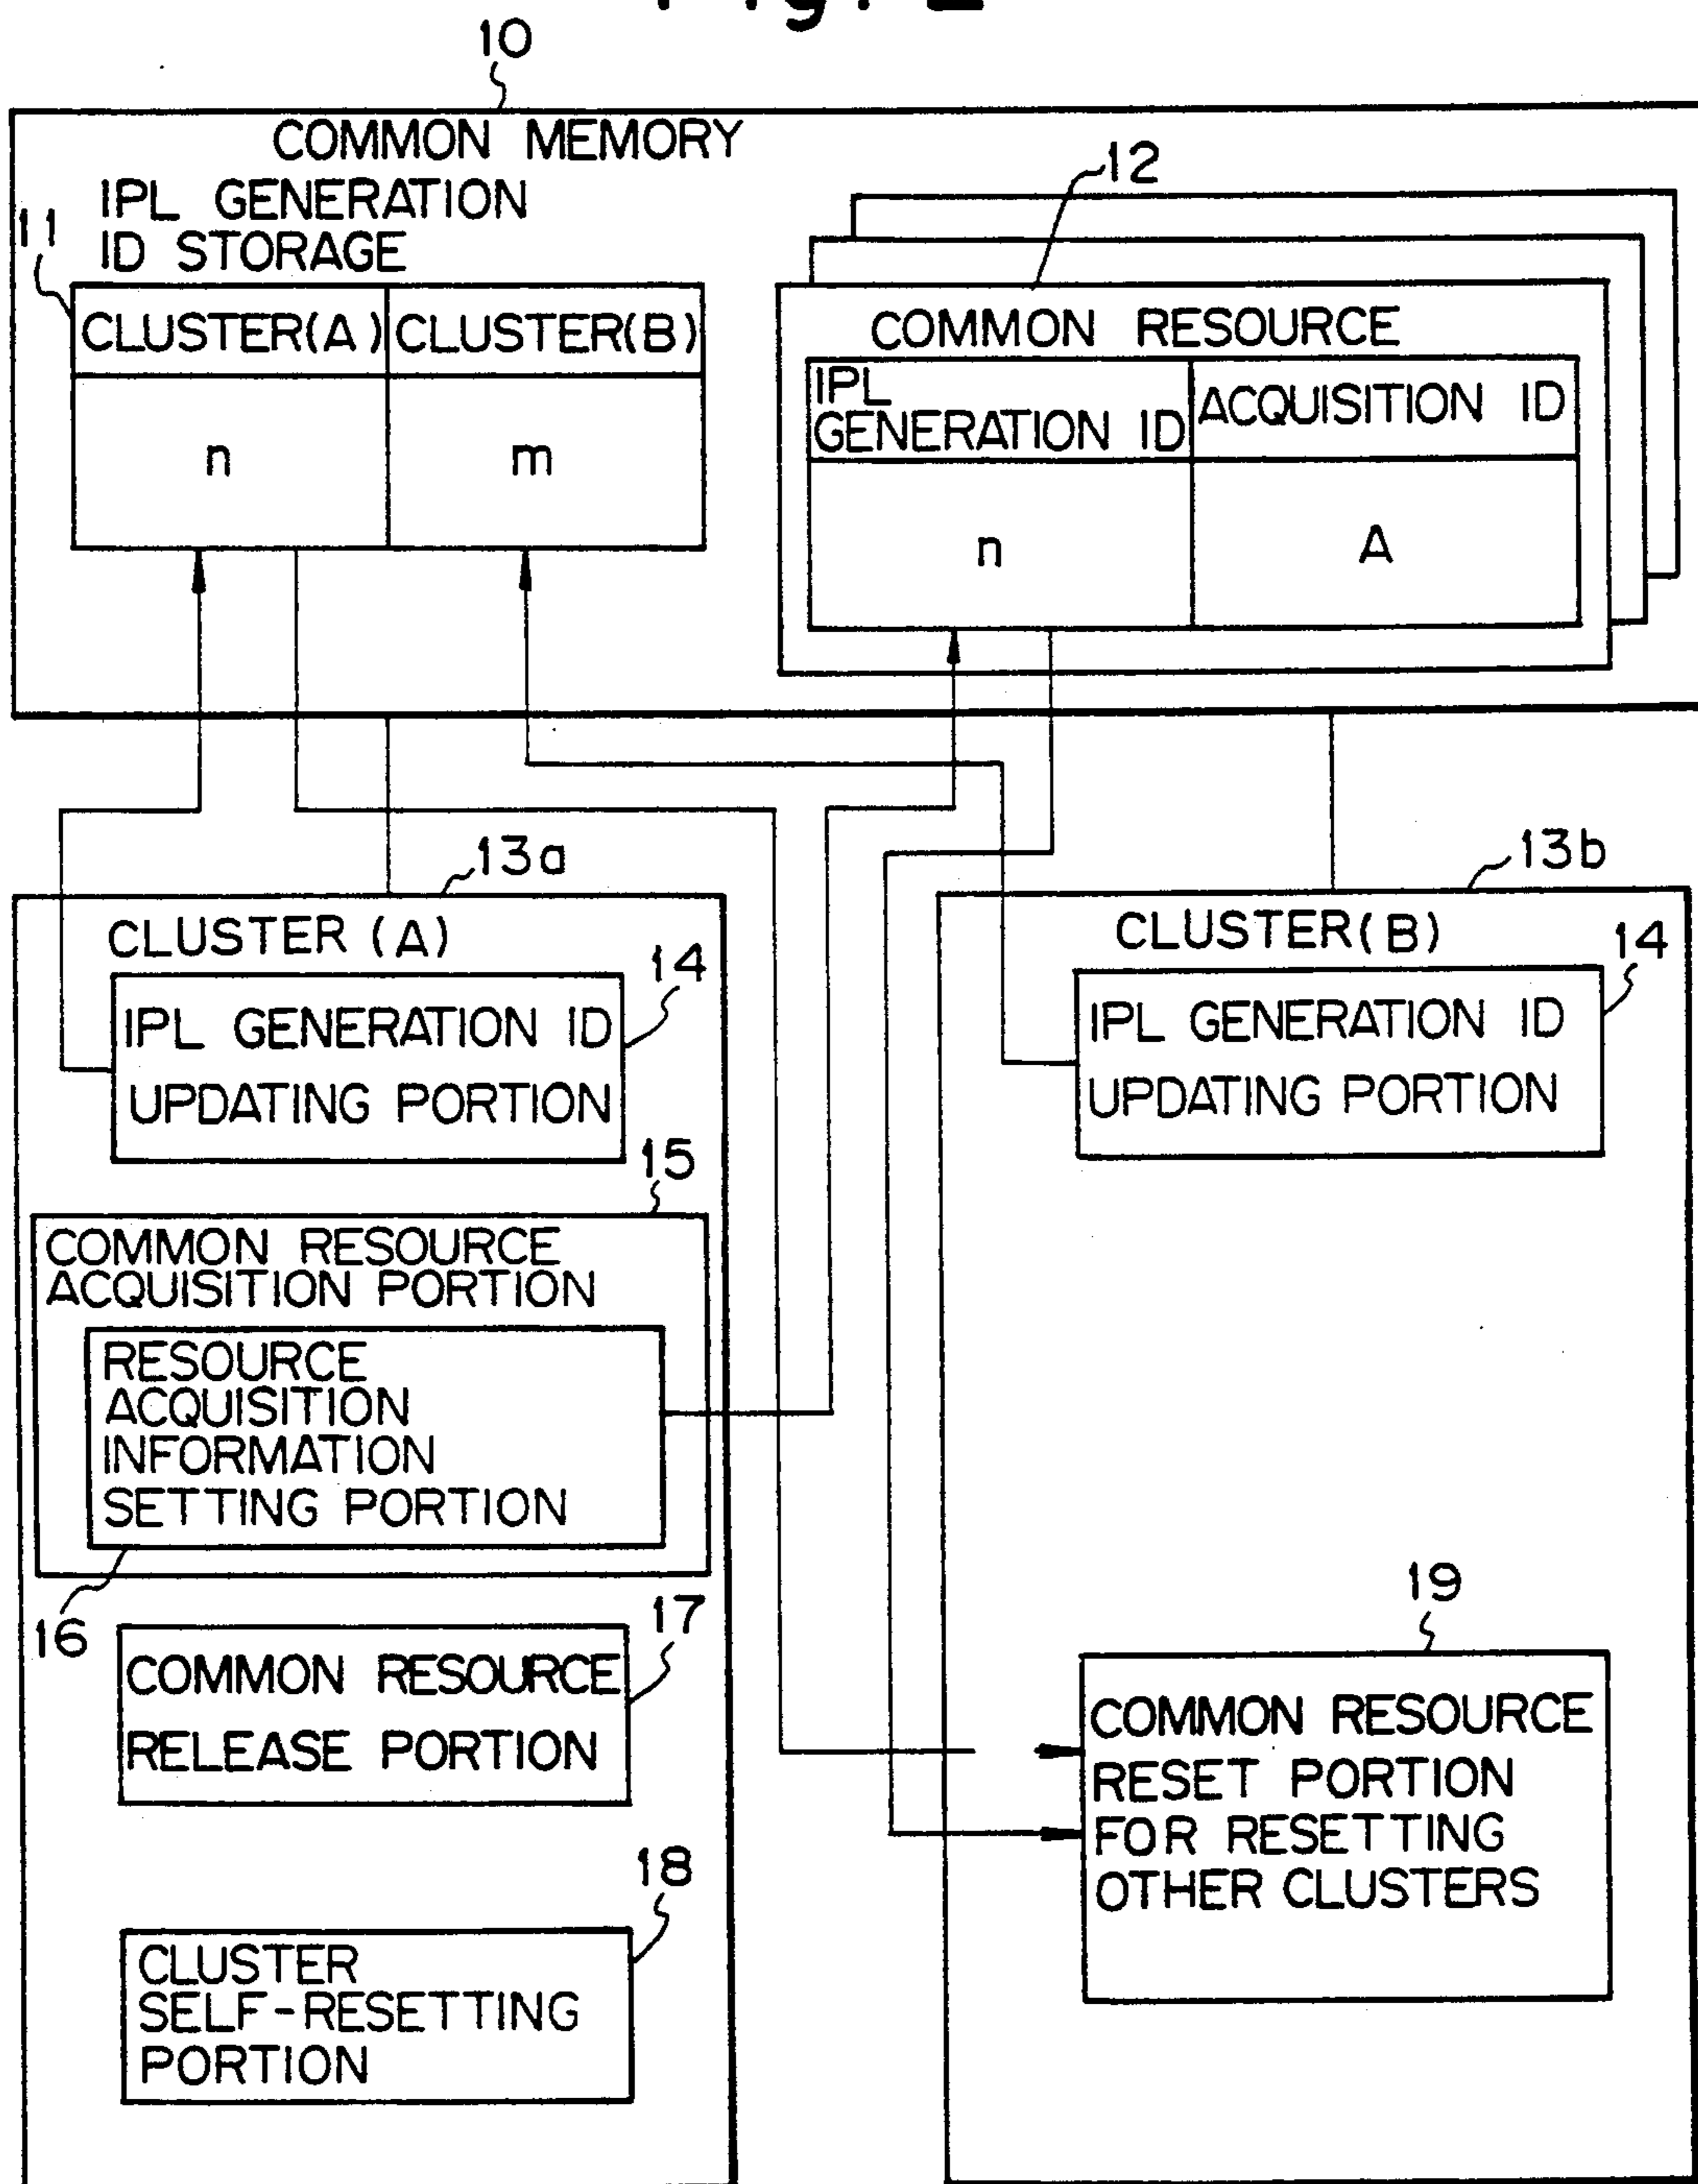 10
COMMON MEMORY
IPL GENERATION
ID STORAGE
11
CLUSTER(A) CLUSTER(B)
n m
12
COMMON RESOURCE
IPL
GENERATION ID
ACQUISITION ID
n A
13a
CLUSTER (A)
14
IPL GENERATION ID
UPDATING PORTION
15
COMMON RESOURCE
ACQUISITION PORTION
RESOURCE
ACQUISITION
INFORMATION
SETTING PORTION
16
17
COMMON RESOURCE
RELEASE PORTION
18
CLUSTER
SELF-RESETTING
PORTION
13b
CLUSTER(B)
14
IPL GENERATION ID
UPDATING PORTION
19
COMMON RESOURCE
RESET PORTION
FOR RESETTING
OTHER CLUSTERS